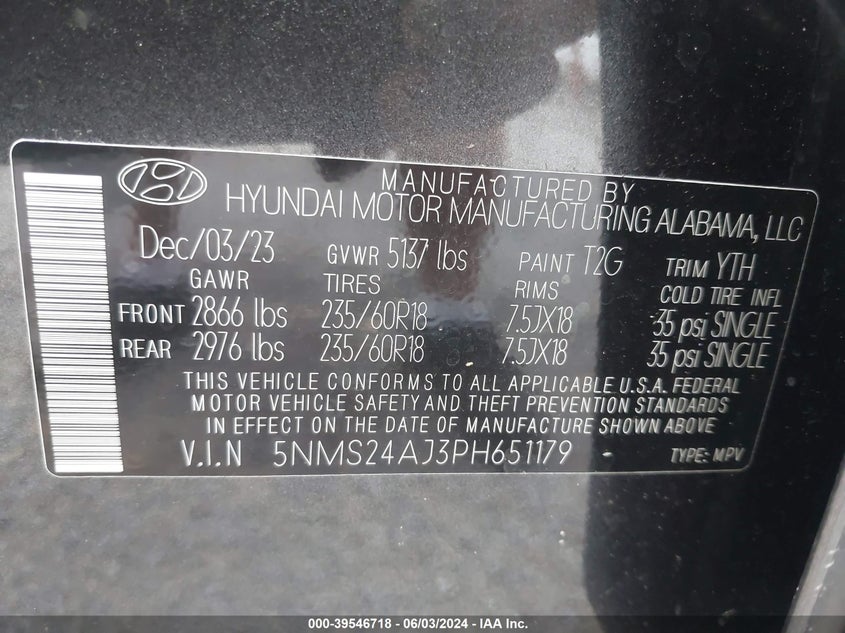 MANUFACTURED BY
HYUNDAI MOTOR MANUFACTURING ALABAMA, LLC
Dec/03/23 GVWR 5137 lbs PAINT T2G TRIM YTH
GAWR TIRES RIMS COLD TIRE INFL
FRONT 2866 lbs 235/60R18 7.5JX18 35 psi SINGLE
REAR 2976 lbs 235/60R18 7.5JX18 35 psi SINGLE
THIS VEHICLE CONFORMS TO ALL APPLICABLE U.S.A. FEDERAL
MOTOR VEHICLE SAFETY AND THEFT PREVENTION STANDARDS
IN EFFECT ON THE DATE OF MANUFACTURE SHOWN ABOVE
V.I.N 5NMS24AJ3PH651179 TYPE: MPV
000-39546718 - 06/03/2024 - IAA, Inc.